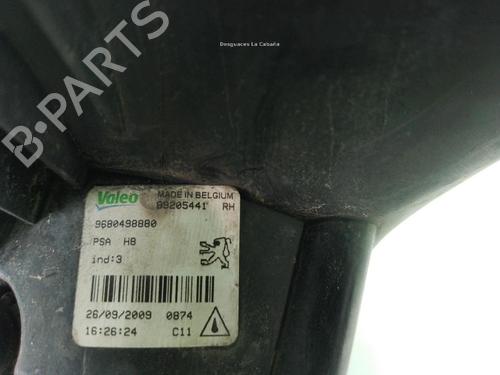 Desguaces La Cabaña
B-PARTS
Valeo MADE IN BELGIUM
89205441 RH
9680498880
PSA H8
ind:3
26/09/2009 0874
16:26:24 C11